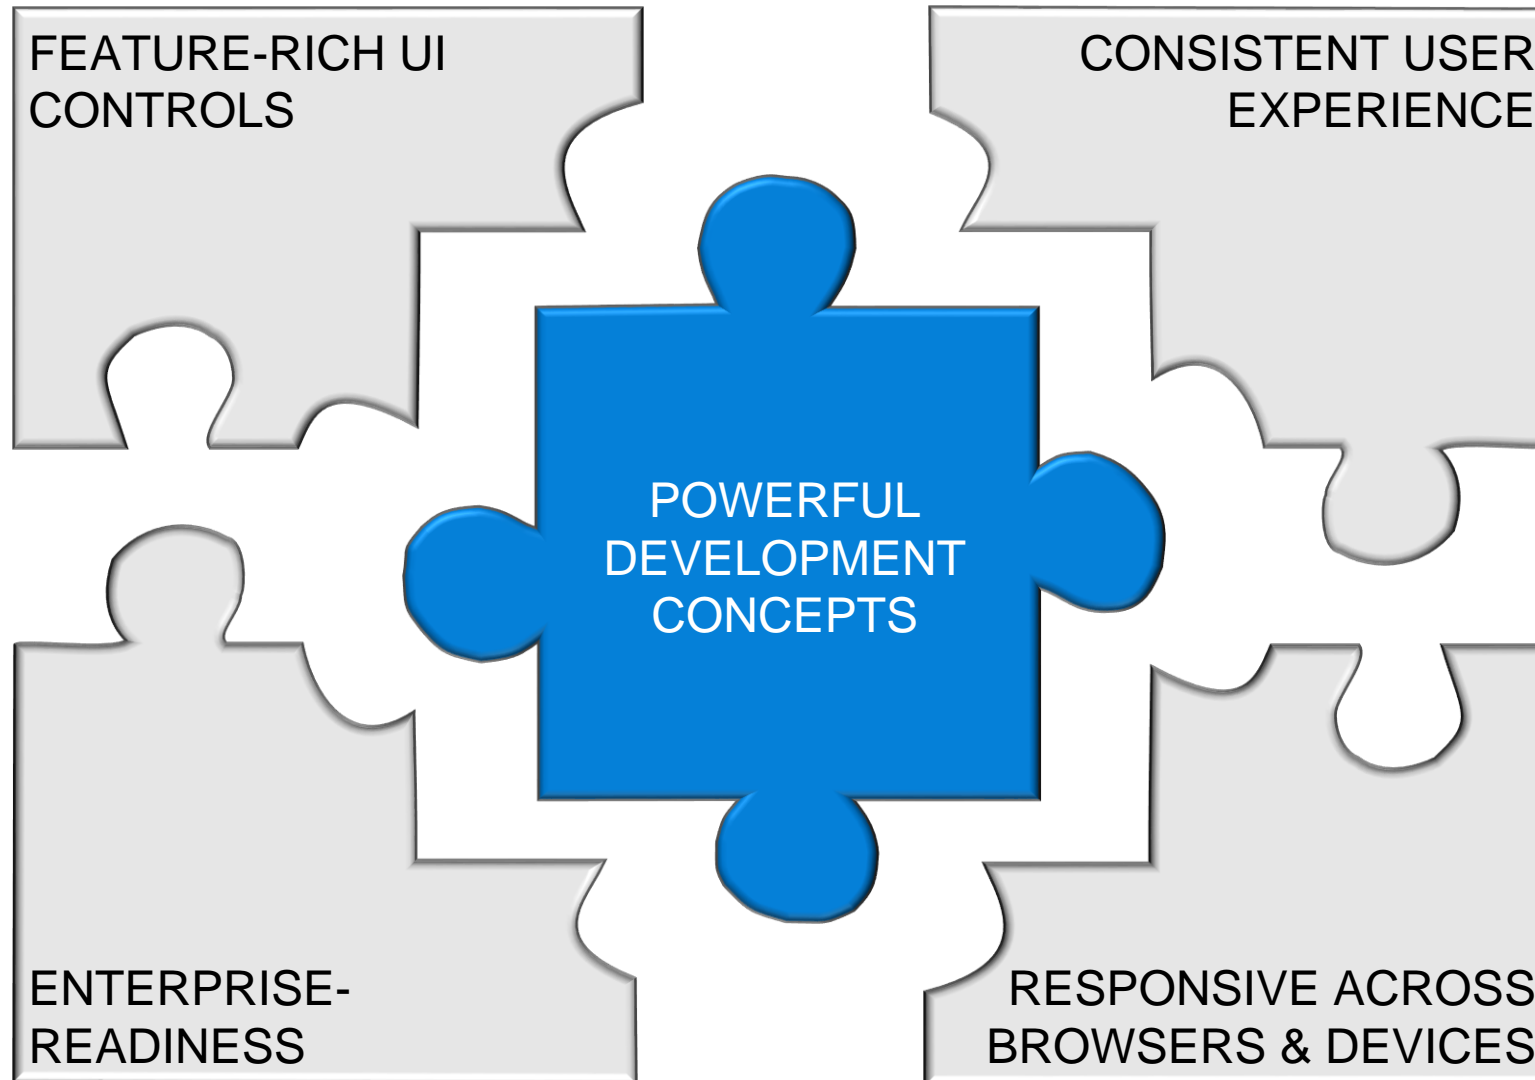 FEATURE-RICH UI
CONTROLS
CONSISTENT USER
EXPERIENCE
POWERFUL
DEVELOPMENT
CONCEPTS
ENTERPRISE-
READINESS
RESPONSIVE ACROSS
BROWSERS & DEVICES